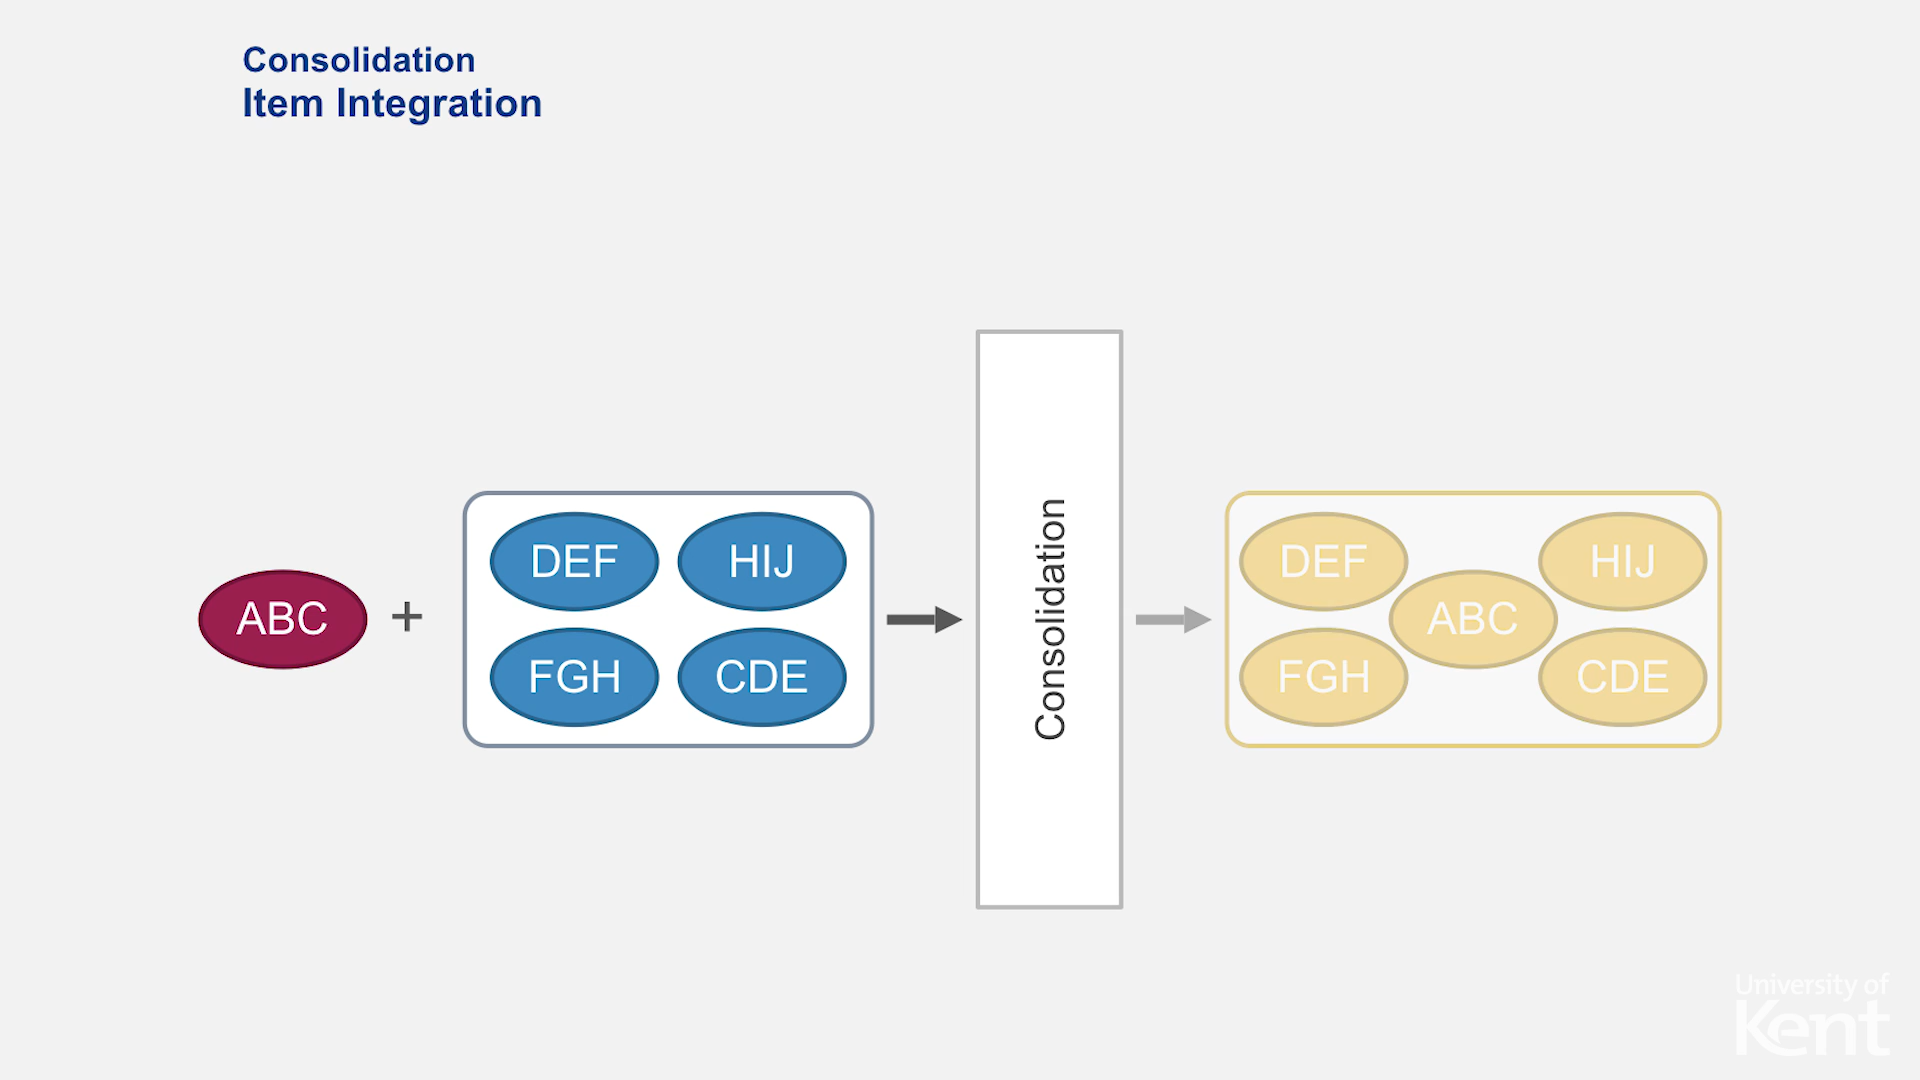 Consolidation
Item Integration
ABC
+
DEF HIJ
FGH CDE
Consolidation
DEF HIJ
ABC
FGH CDE
University of
Kent